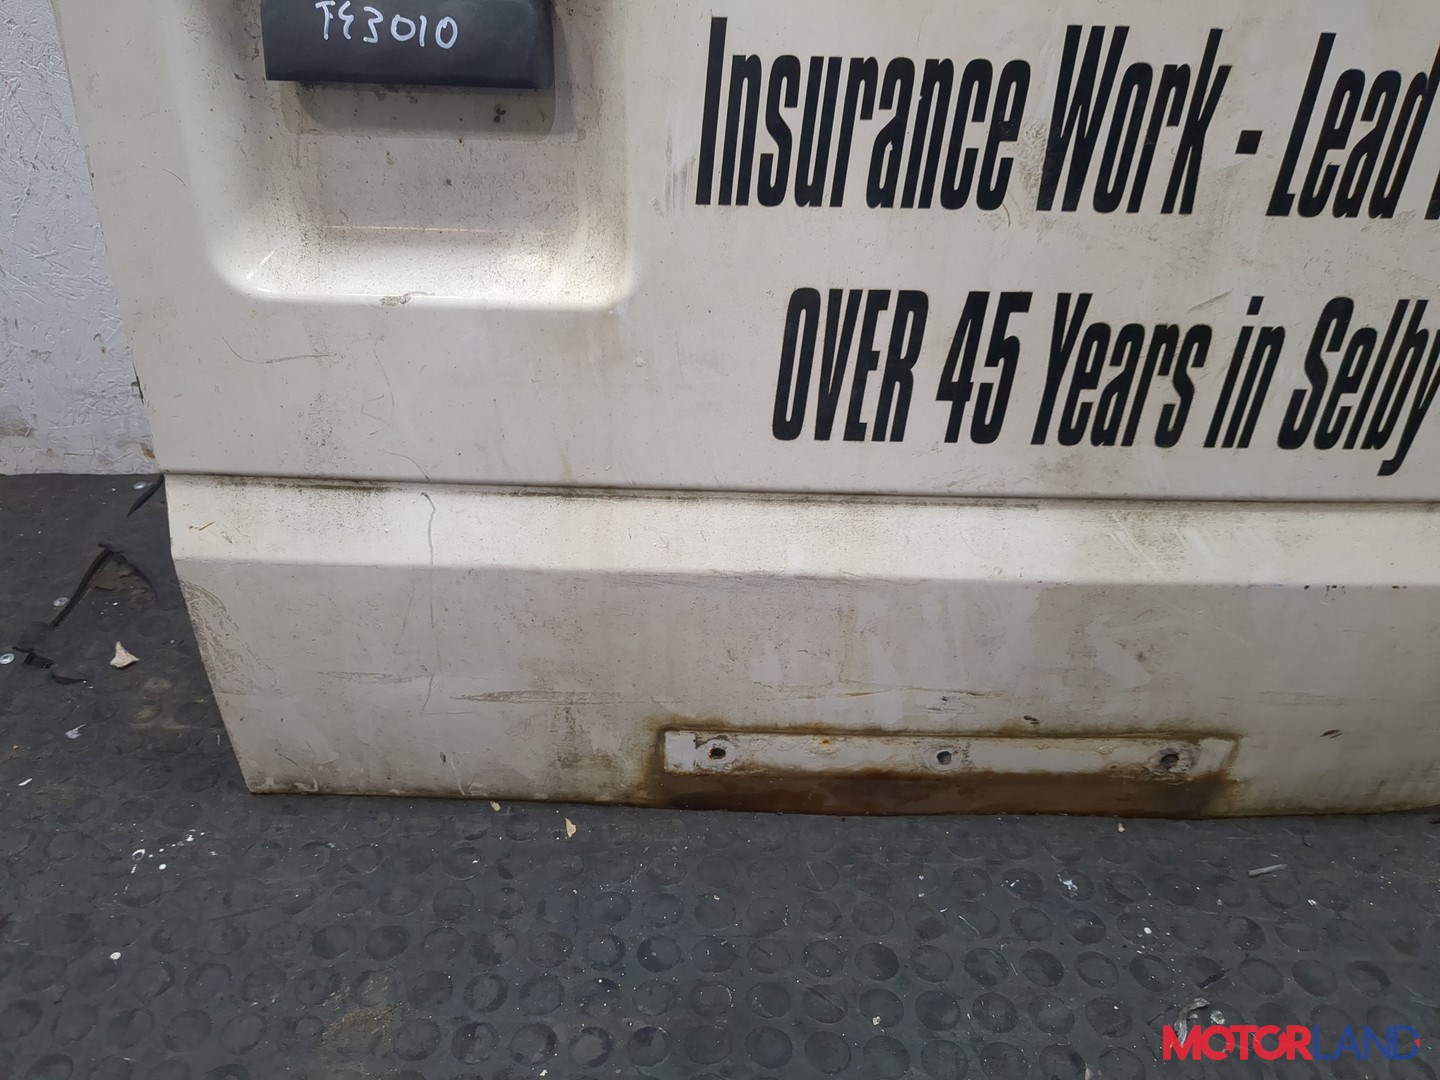 T43010
Insurance Work - Lead
OVER 45 Years in Selby
MOTORLAND